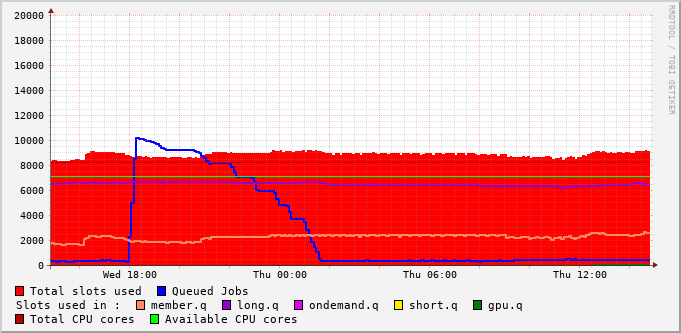 20000
18000
16000
14000
12000
10000
8000
6000
4000
2000
0
Wed 18:00 Thu 00:00 Thu 06:00 Thu 12:00
RRDTOOL / TOBI OETIKER
Total slots used Queued Jobs
Slots used in : member.q long.q ondemand.q short.q gpu.q
Total CPU cores Available CPU cores